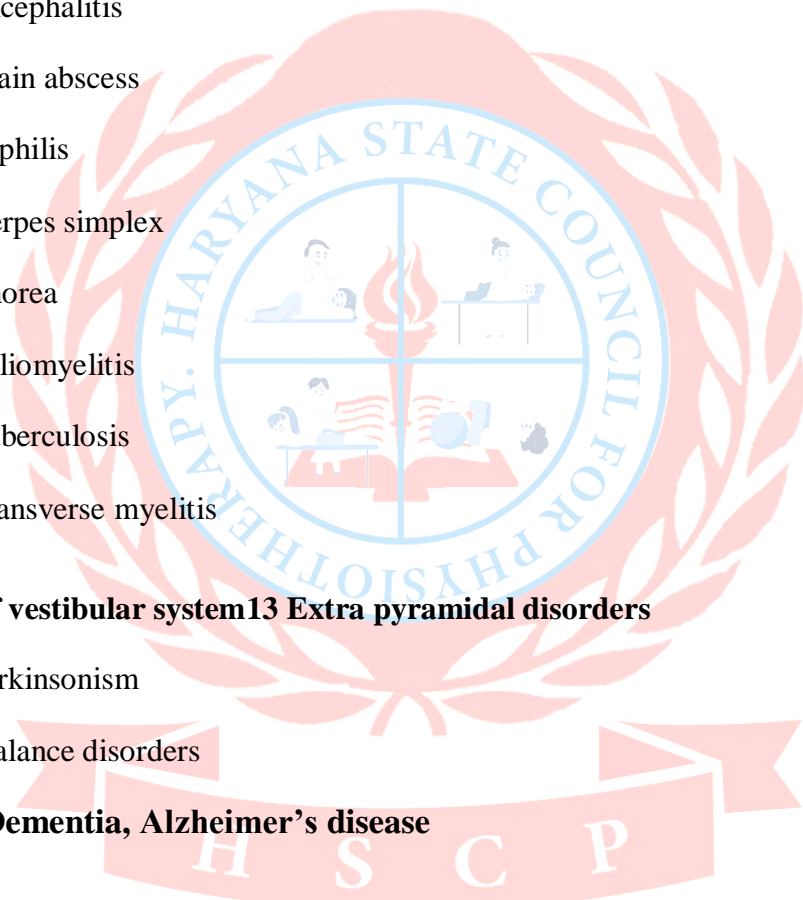 cephalitis
ain abscess
philis
erpes simplex
horea
liomyelitis
berculosis
ansverse myelitis
f vestibular system13 Extra pyramidal disorders
rkinsonism
alance disorders
Dementia, Alzheimer’s disease
HARYANA STATE COUNCIL FOR PHYSIOTHERAPY.
H S C P